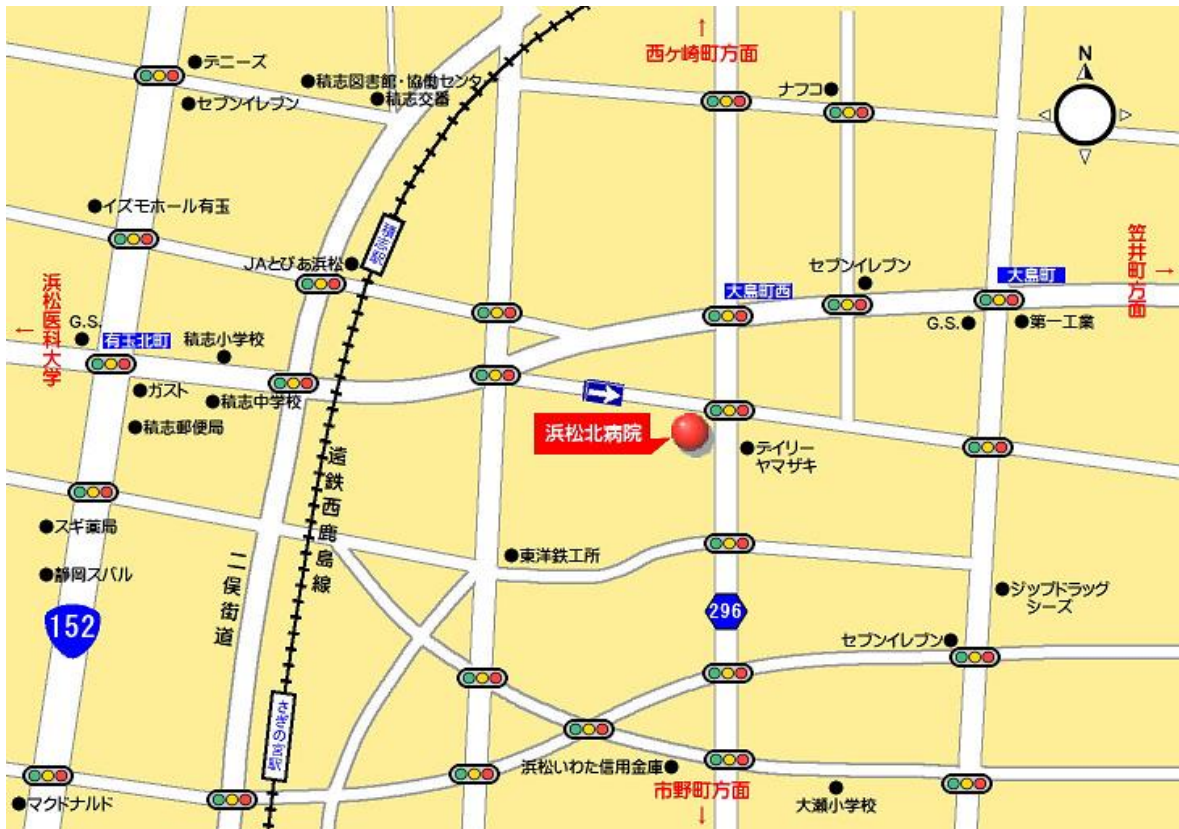 ↑
西ヶ崎町方面
N
デニーズ
積志図書館・協働センタ
ナフコ
セブンイレブン
積志交番
イズモホール有玉
積志駅
JAとぴあ浜松
セブンイレブン
笠井町方面
→
大島町西
大島町
浜松医科大学
←
G.S.
有玉北町
積志小学校
G.S.
第一工業
ガスト
積志中学校
積志郵便局
浜松北病院
デイリー
ヤマザキ
遠鉄西鹿島線
スギ薬局
東洋鉄工所
静岡スバル
二俣街道
ジップドラッグ
シーズ
152
296
セブンイレブン
さぎの宮駅
浜松いわた信用金庫
市野町方面
↓
マクドナルド
大瀬小学校